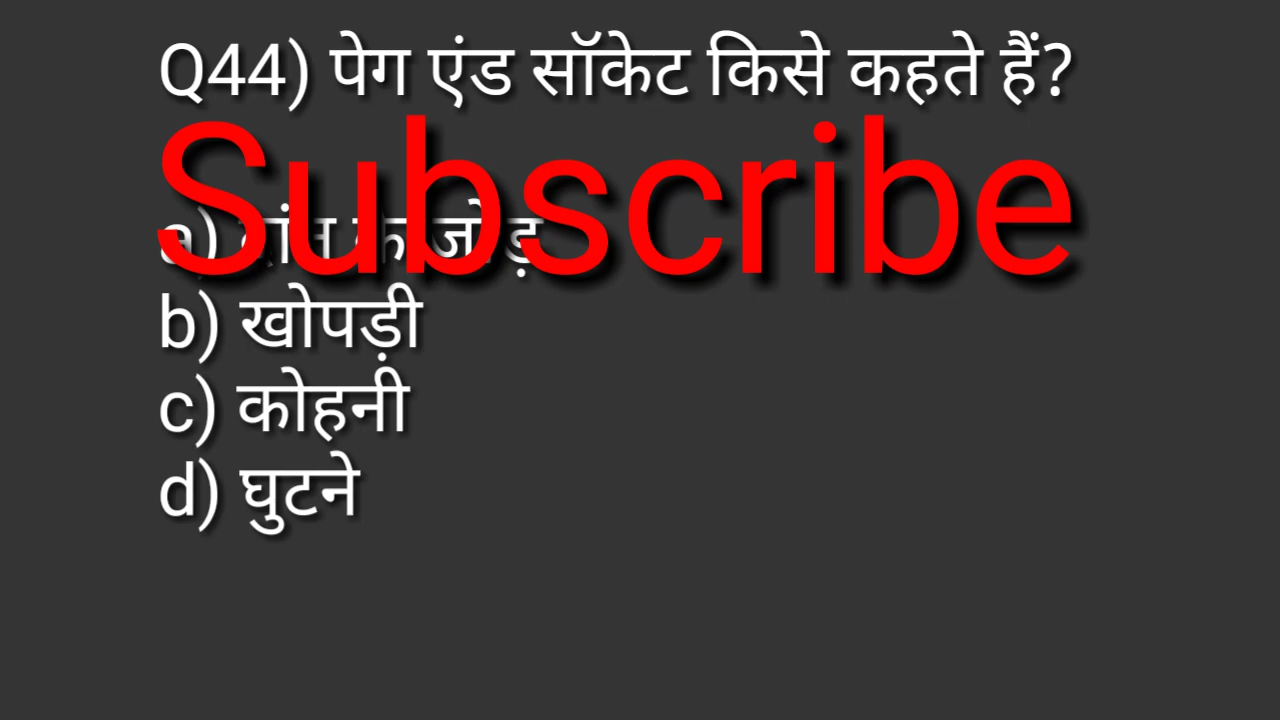 Q44) पेग एंड सॉकेट किसे कहते हैं?
Subscribe
a) दांत के जोड़
b) खोपड़ी
c) कोहनी
d) घुटने